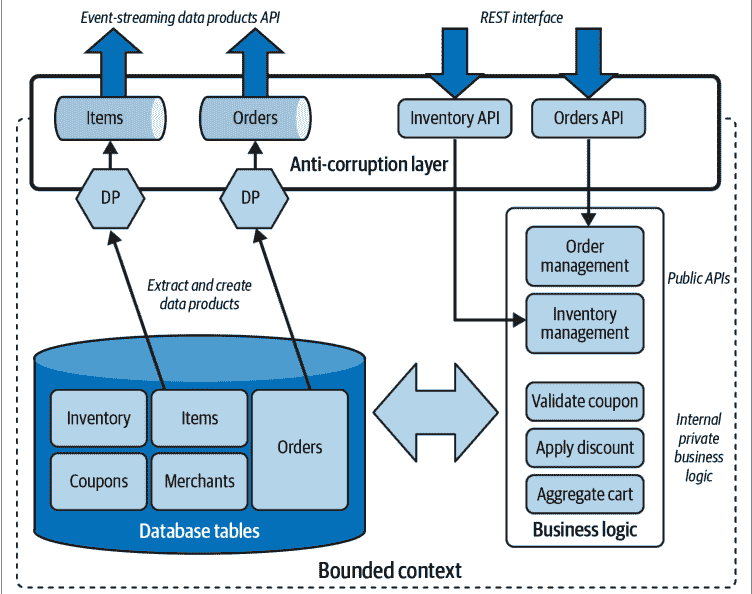 Event-streaming data products API
REST interface
Items
Orders
Inventory API
Orders API
Anti-corruption layer
DP
DP
Extract and create
data products
Order
management
Inventory
management
Public APIs
Validate coupon
Apply discount
Aggregate cart
Internal
private
business
logic
Business logic
Inventory
Items
Orders
Coupons
Merchants
Database tables
Bounded context